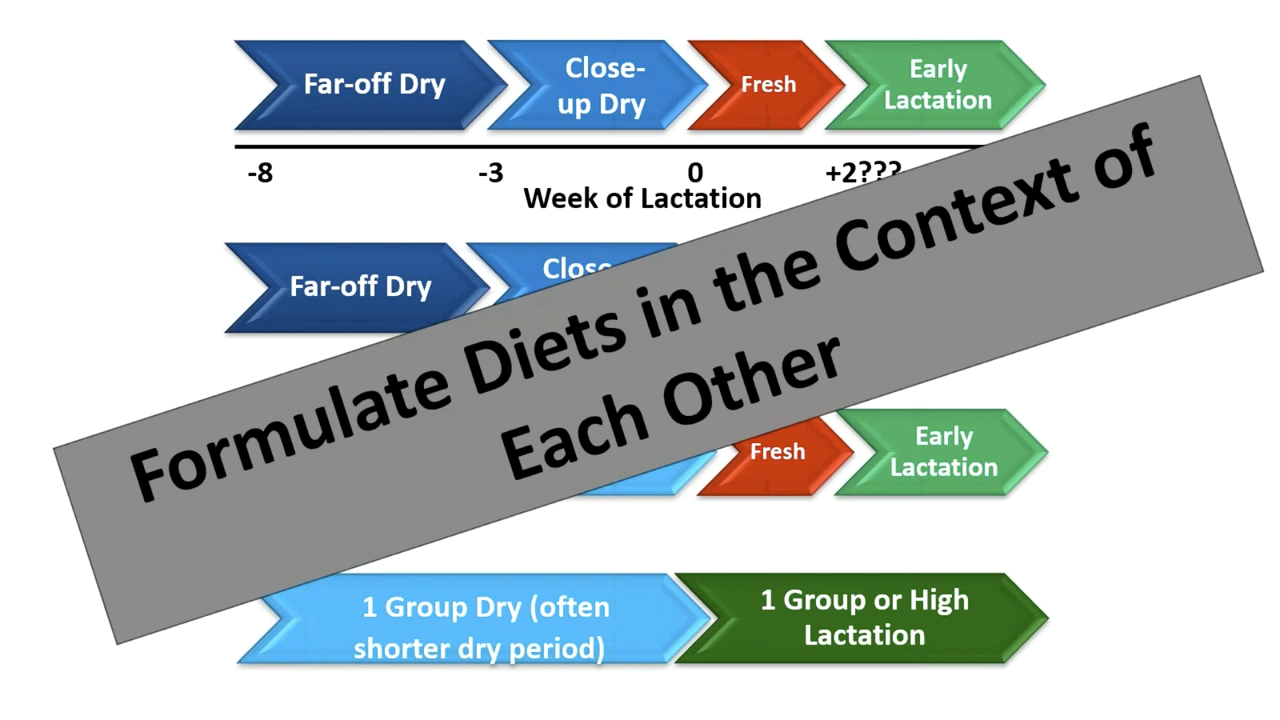 Far-off Dry
Close-
up Dry
Fresh
Early
Lactation
-8
-3
0
+2???
Week of Lactation
Far-off Dry
Formulate Diets in the Context of
Each Other
Fresh
Early
Lactation
1 Group Dry (often
shorter dry period)
1 Group or High
Lactation